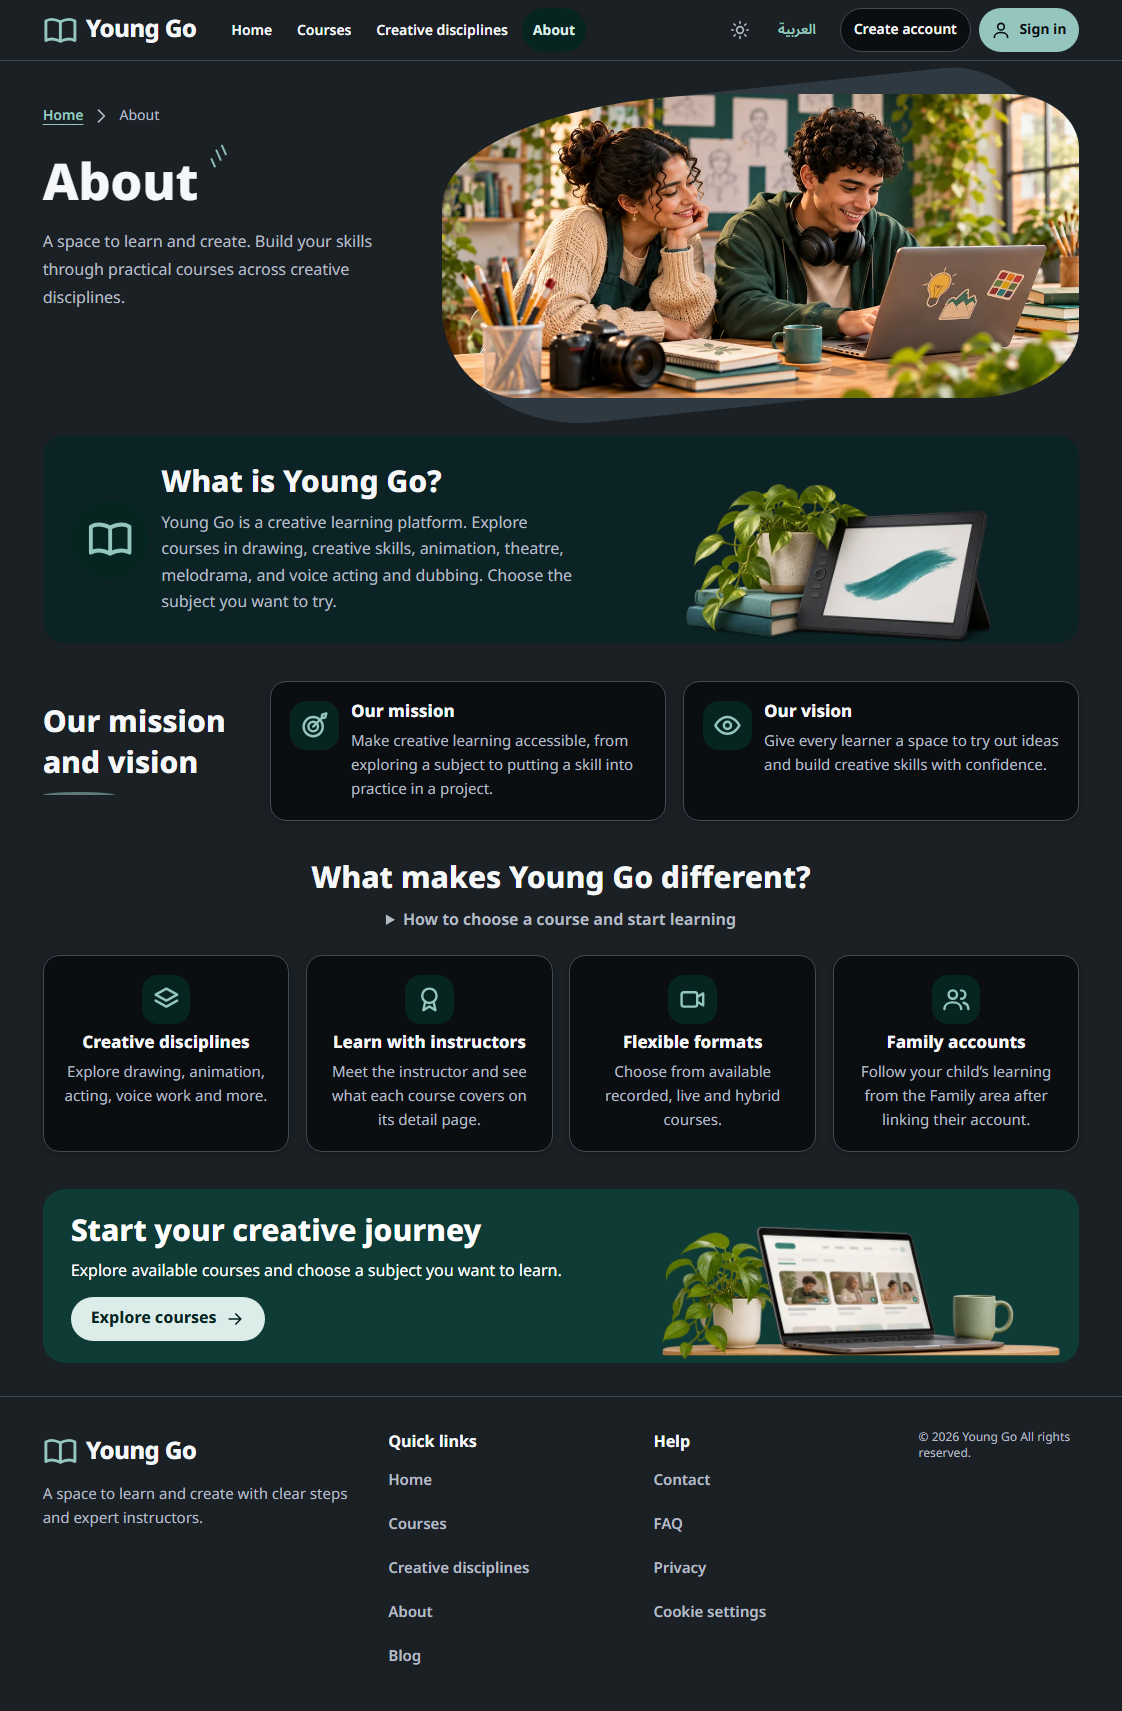 Young Go
Home
Courses
Creative disciplines
About
العربية
Create account
Sign in
Home
About
About
A space to learn and create. Build your skills
through practical courses across creative
disciplines.
What is Young Go?
Young Go is a creative learning platform. Explore
courses in drawing, creative skills, animation, theatre,
melodrama, and voice acting and dubbing. Choose the
subject you want to try.
Our mission
and vision
Our mission
Make creative learning accessible, from
exploring a subject to putting a skill into
practice in a project.
Our vision
Give every learner a space to try out ideas
and build creative skills with confidence.
What makes Young Go different?
How to choose a course and start learning
Creative disciplines
Explore drawing, animation,
acting, voice work and more.
Learn with instructors
Meet the instructor and see
what each course covers on
its detail page.
Flexible formats
Choose from available
recorded, live and hybrid
courses.
Family accounts
Follow your child's learning
from the Family area after
linking their account.
Start your creative journey
Explore available courses and choose a subject you want to learn.
Explore courses
Young Go
A space to learn and create with clear steps
and expert instructors.
Quick links
Home
Courses
Creative disciplines
About
Blog
Help
Contact
FAQ
Privacy
Cookie settings
© 2026 Young Go All rights
reserved.